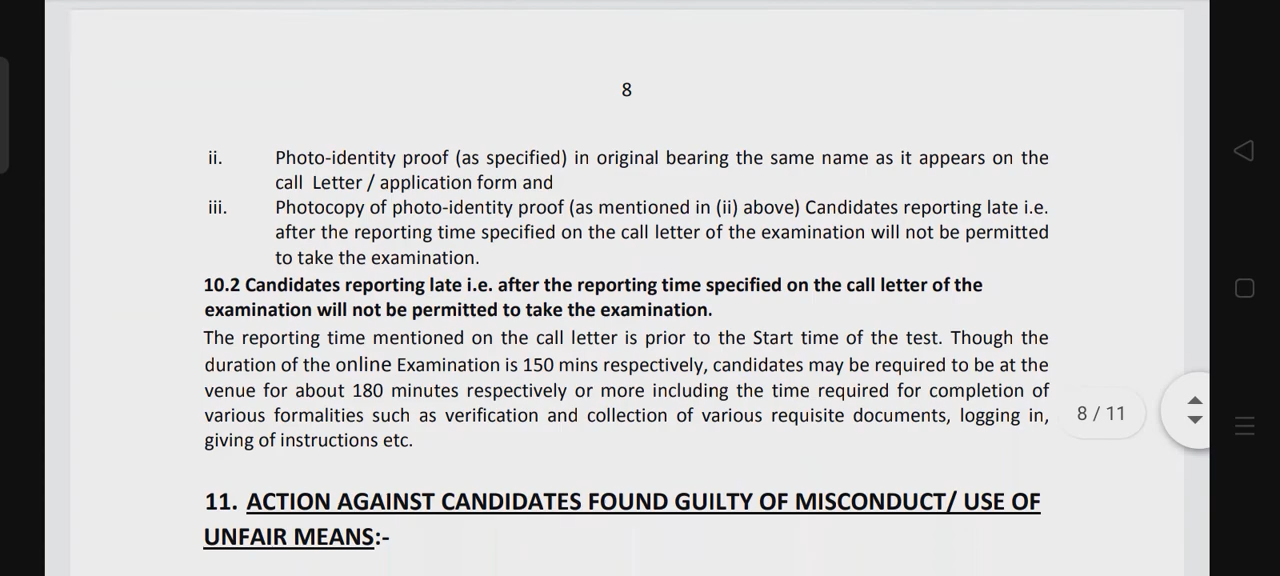 8
ii. Photo-identity proof (as specified) in original bearing the same name as it appears on the
call Letter / application form and
iii. Photocopy of photo-identity proof (as mentioned in (ii) above) Candidates reporting late i.e.
after the reporting time specified on the call letter of the examination will not be permitted
to take the examination.
10.2 Candidates reporting late i.e. after the reporting time specified on the call letter of the
examination will not be permitted to take the examination.
The reporting time mentioned on the call letter is prior to the Start time of the test. Though the
duration of the online Examination is 150 mins respectively, candidates may be required to be at the
venue for about 180 minutes respectively or more including the time required for completion of
various formalities such as verification and collection of various requisite documents, logging in,
giving of instructions etc.
8 / 11
11. ACTION AGAINST CANDIDATES FOUND GUILTY OF MISCONDUCT/ USE OF
UNFAIR MEANS:-